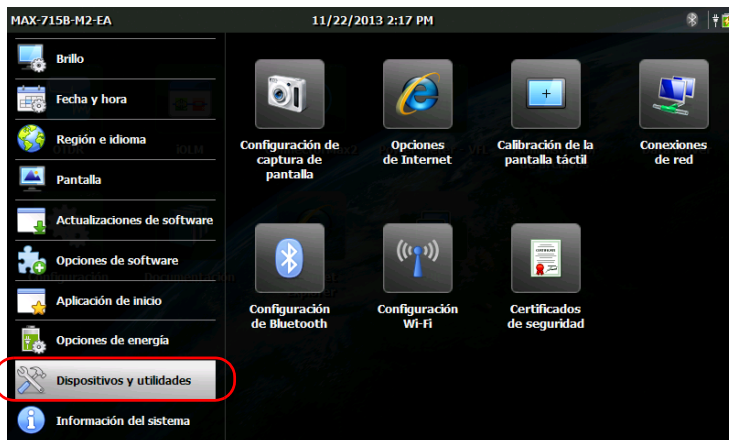 MAX-715B-M2-EA
11/22/2013 2:17 PM
Brillo
Fecha y hora
Región e idioma
Pantalla
Actualizaciones de software
Opciones de software
Aplicación de inicio
Opciones de energía
Dispositivos y utilidades
Información del sistema
Configuración de
captura de
pantalla
Opciones
de Internet
Calibración de la
pantalla táctil
Conexiones
de red
Configuración
de Bluetooth
Configuración
Wi-Fi
Certificados
de seguridad